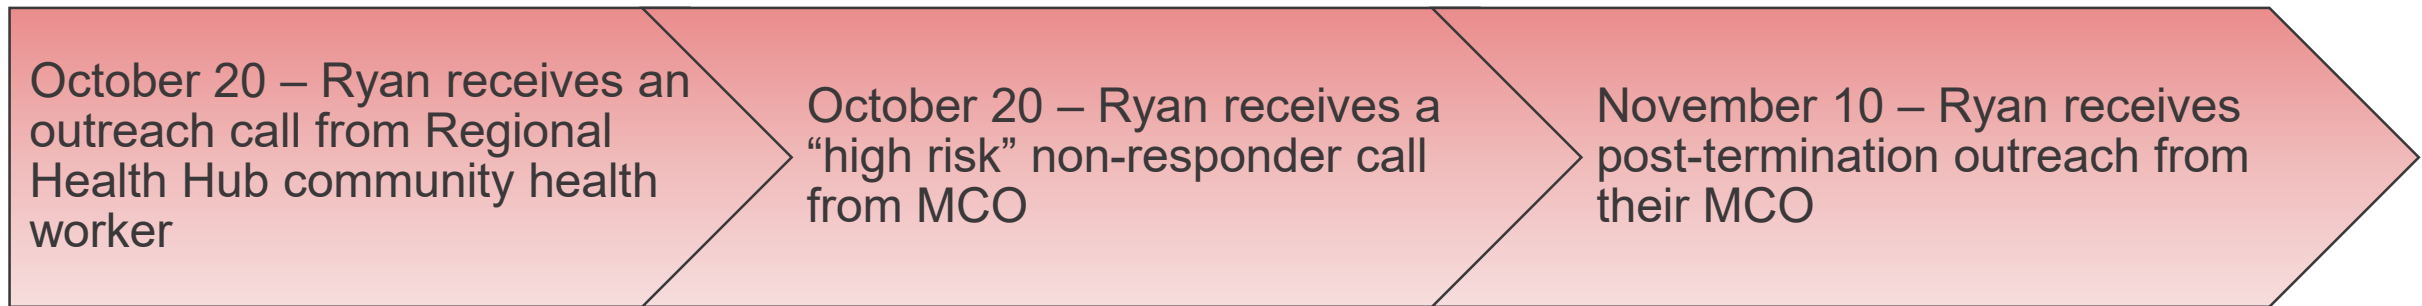 October 20 – Ryan receives an
outreach call from Regional
Health Hub community health
worker
October 20 – Ryan receives a
“high risk” non-responder call
from MCO
November 10 – Ryan receives
post-termination outreach from
their MCO